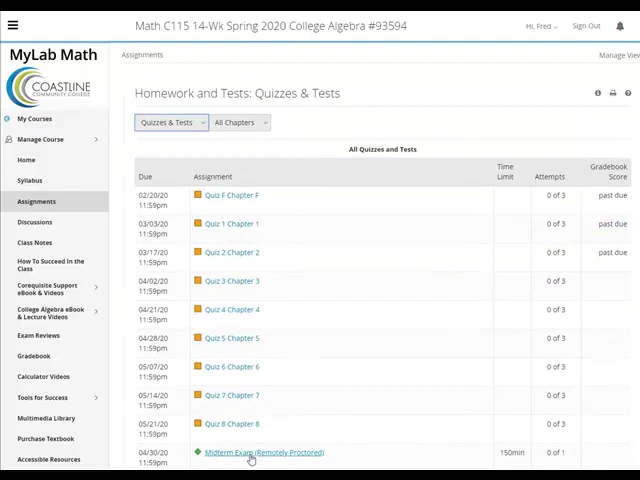 Math C115 14-Wk Spring 2020 College Algebra #93594
Hi, Fred
Sign Out
MyLab Math
COASTLINE
COMMUNITY COLLEGE
My Courses
Manage Course
Home
Syllabus
Assignments
Discussions
Class Notes
How To Succeed In the
Class
Corequisite Support
eBook & Videos
College Algebra eBook
& Lecture Videos
Exam Reviews
Gradebook
Calculator Videos
Tools for Success
Multimedia Library
Purchase Textbook
Accessible Resources
Assignments
Manage View
Homework and Tests: Quizzes & Tests
Quizzes & Tests
All Chapters
All Quizzes and Tests
Due Assignment Time Limit Attempts Gradebook Score
02/20/20 11:59pm Quiz F Chapter F 0 of 3 past due
03/03/20 11:59pm Quiz 1 Chapter 1 0 of 3 past due
03/17/20 11:59pm Quiz 2 Chapter 2 0 of 3 past due
04/02/20 11:59pm Quiz 3 Chapter 3 0 of 3
04/21/20 11:59pm Quiz 4 Chapter 4 0 of 3
04/28/20 11:59pm Quiz 5 Chapter 5 0 of 3
05/07/20 11:59pm Quiz 6 Chapter 6 0 of 3
05/14/20 11:59pm Quiz 7 Chapter 7 0 of 3
05/21/20 11:59pm Quiz 8 Chapter 8 0 of 3
04/30/20 11:59pm Midterm Exam (Remotely Proctored) 150min 0 of 1